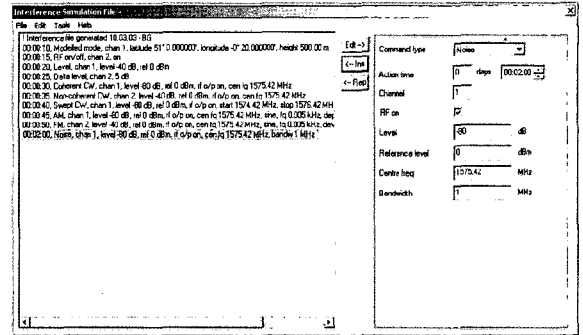 Interference Simulation File -
File Edit Tools Help
! Interference file generated 18.03.03 - BG
00:00:10, Modelled mode, chan 1, latitude 51° 0.000000', longitude -0° 20.000000', height 500.00 m
00:00:15, RF on/off, chan 2, on
00:00:20, Level, chan 1, level -40 dB, rel 0 dBm
00:00:25, Delta level, chan 2, 5 dB
00:00:30, Coherent CW, chan 1, level -80 dB, rel 0 dBm, rf o/p on, cen fq 1575.42 MHz
00:00:35, Non-coherent CW, chan 2, level -40 dB, rel 0 dBm, rf o/p on, cen fq 1575.42 MHz
00:00:40, Swept CW, chan 1, level -80 dB, rel 0 dBm, rf o/p on, start 1574.42 MHz, stop 1576.42 MH
00:00:45, AM, chan 1, level -60 dB, rel 0 dBm, rf o/p on, cen fq 1575.42 MHz, sine, fq 0.005 kHz, dep
00:00:50, FM, chan 2, level -40 dB, rel 0 dBm, rf o/p on, cen fq 1575.42 MHz, sine, fq 0.005 kHz, dev
00:02:00, Noise, chan 1, level -80 dB, rel 0 dBm, rf o/p on, cen fq 1575.42 MHz, bandw 1 MHz
Edt ->
<- Ins
<- Rep
Command type Noise
Action time 0 days 00:02:00
Channel 1
RF on
Level -80 dB
Reference level 0 dBm
Centre freq 1575.42 MHz
Bandwidth 1 MHz